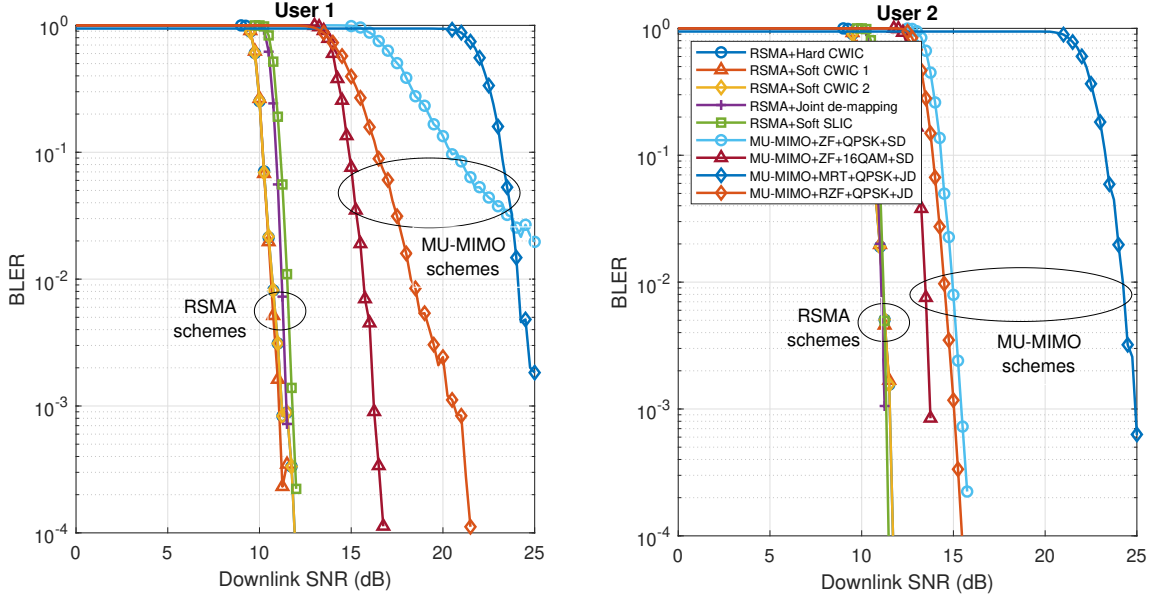 User 1
BLER
10^0
10^-1
10^-2
10^-3
10^-4
RSMA
schemes
MU-MIMO
schemes
0 5 10 15 20 25
Downlink SNR (dB)
User 2
BLER
10^0
10^-1
10^-2
10^-3
10^-4
RSMA+Hard CWIC
RSMA+Soft CWIC 1
RSMA+Soft CWIC 2
RSMA+Joint de-mapping
RSMA+Soft SLIC
MU-MIMO+ZF+QPSK+SD
MU-MIMO+ZF+16QAM+SD
MU-MIMO+MRT+QPSK+JD
MU-MIMO+RZF+QPSK+JD
RSMA
schemes
MU-MIMO
schemes
0 5 10 15 20 25
Downlink SNR (dB)